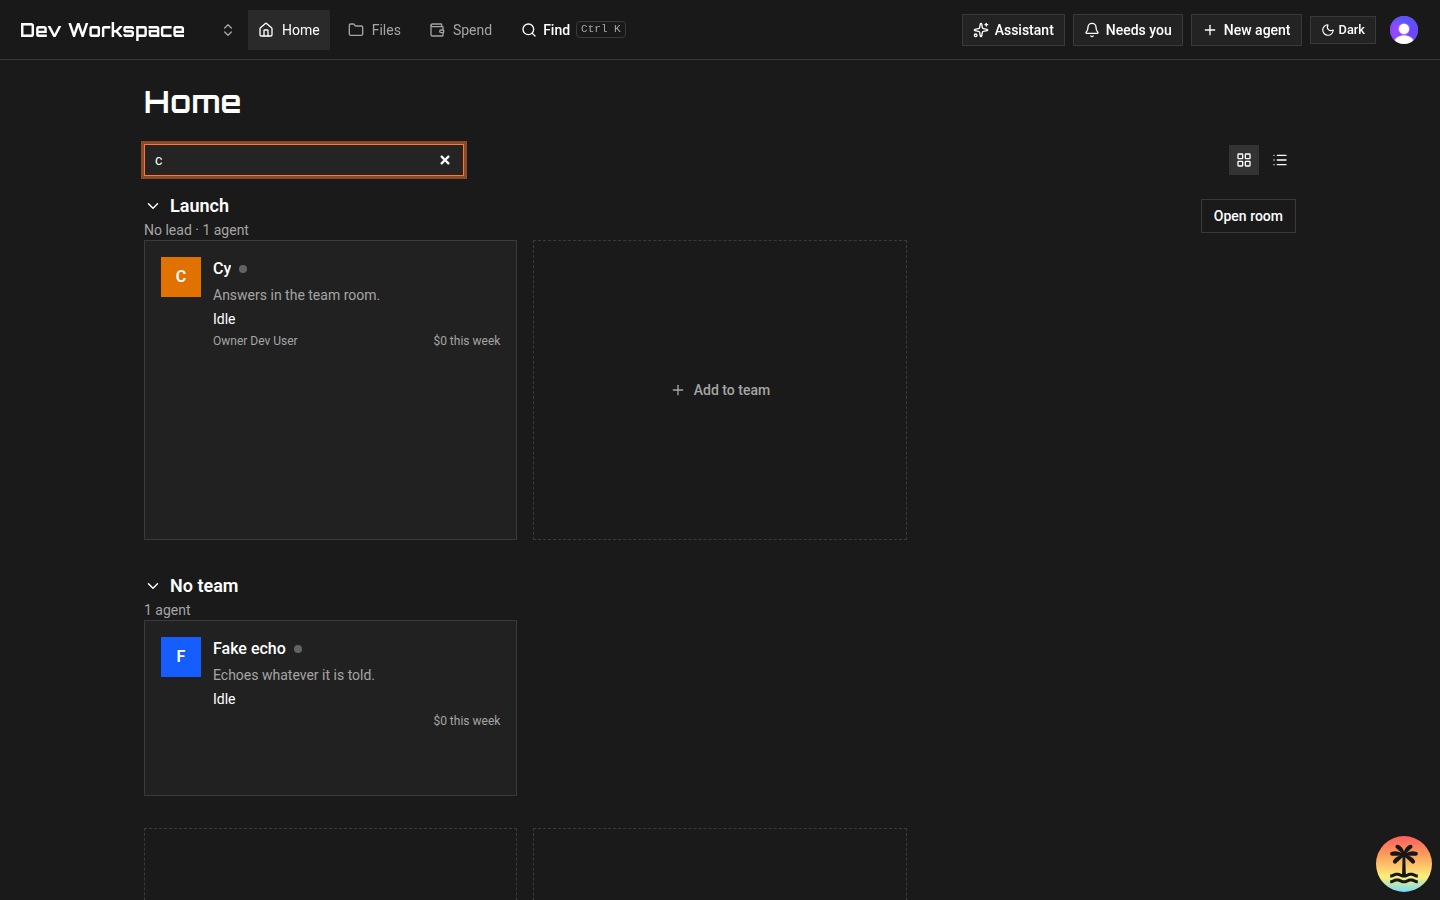 Dev Workspace
Home
Files
Spend
Find Ctrl K
Assistant
Needs you
New agent
Dark
Home
c
Launch
No lead · 1 agent
Open room
C
Cy
Answers in the team room.
Idle
Owner Dev User
$0 this week
Add to team
No team
1 agent
F
Fake echo
Echoes whatever it is told.
Idle
$0 this week